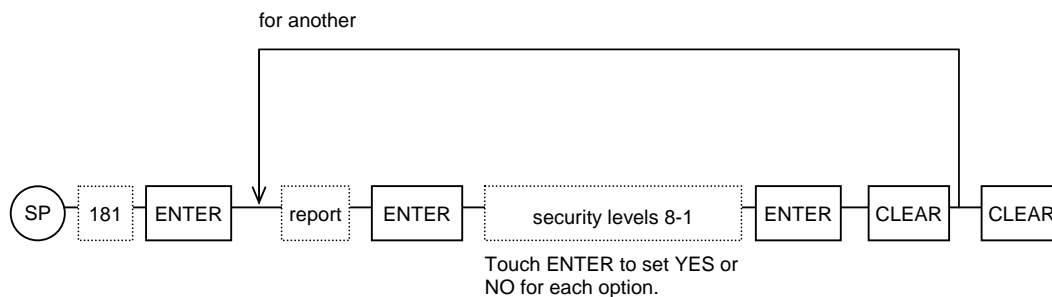 for another
SP 181 ENTER report ENTER security levels 8-1 ENTER CLEAR CLEAR
Touch ENTER to set YES or
NO for each option.